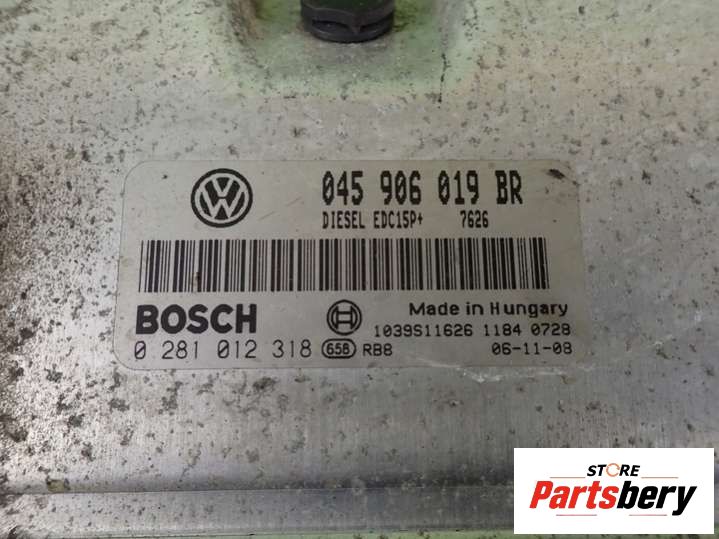 045 906 019 BR
DIESEL EDC15P+ 7626
BOSCH
Made in Hungary
1039S11626 1184 0728
0 281 012 318 658 RB8 06-11-08
STORE
Partsbery